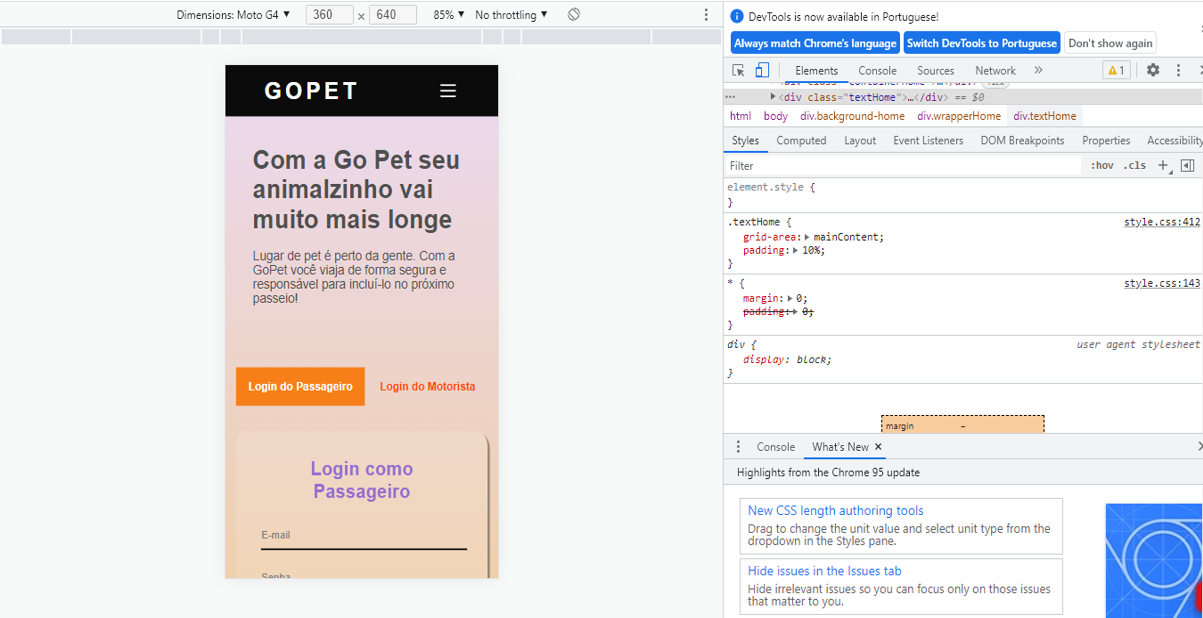 Dimensions: Moto G4 ▼ 360 × 640 85% ▼ No throttling ▼
GOPET
Com a Go Pet seu
animalzinho vai
muito mais longe
Lugar de pet é perto da gente. Com a
GoPet você viaja de forma segura e
responsável para incluí-lo no próximo
passeio!
Login do Passageiro Login do Motorista
Login como
Passageiro
E-mail
Senha
DevTools is now available in Portuguese!
Always match Chrome's language Switch DevTools to Portuguese Don't show again
Elements Console Sources Network » 1
<div class="containerHome">…</div>
… ▶<div class="textHome">…</div> == $0
html body div.background-home div.wrapperHome div.textHome
Styles Computed Layout Event Listeners DOM Breakpoints Properties Accessibility
Filter :hov .cls +
element.style {
}
.textHome { style.css:412
grid-area:▶ mainContent;
padding:▶ 10%;
}
* { style.css:143
margin:▶ 0;
padding:▶ 0;
}
div { user agent stylesheet
display: block;
}
margin –
Console What's New ×
Highlights from the Chrome 95 update
New CSS length authoring tools
Drag to change the unit value and select unit type from the
dropdown in the Styles pane.
Hide issues in the Issues tab
Hide irrelevant issues so you can focus only on those issues
that matter to you.